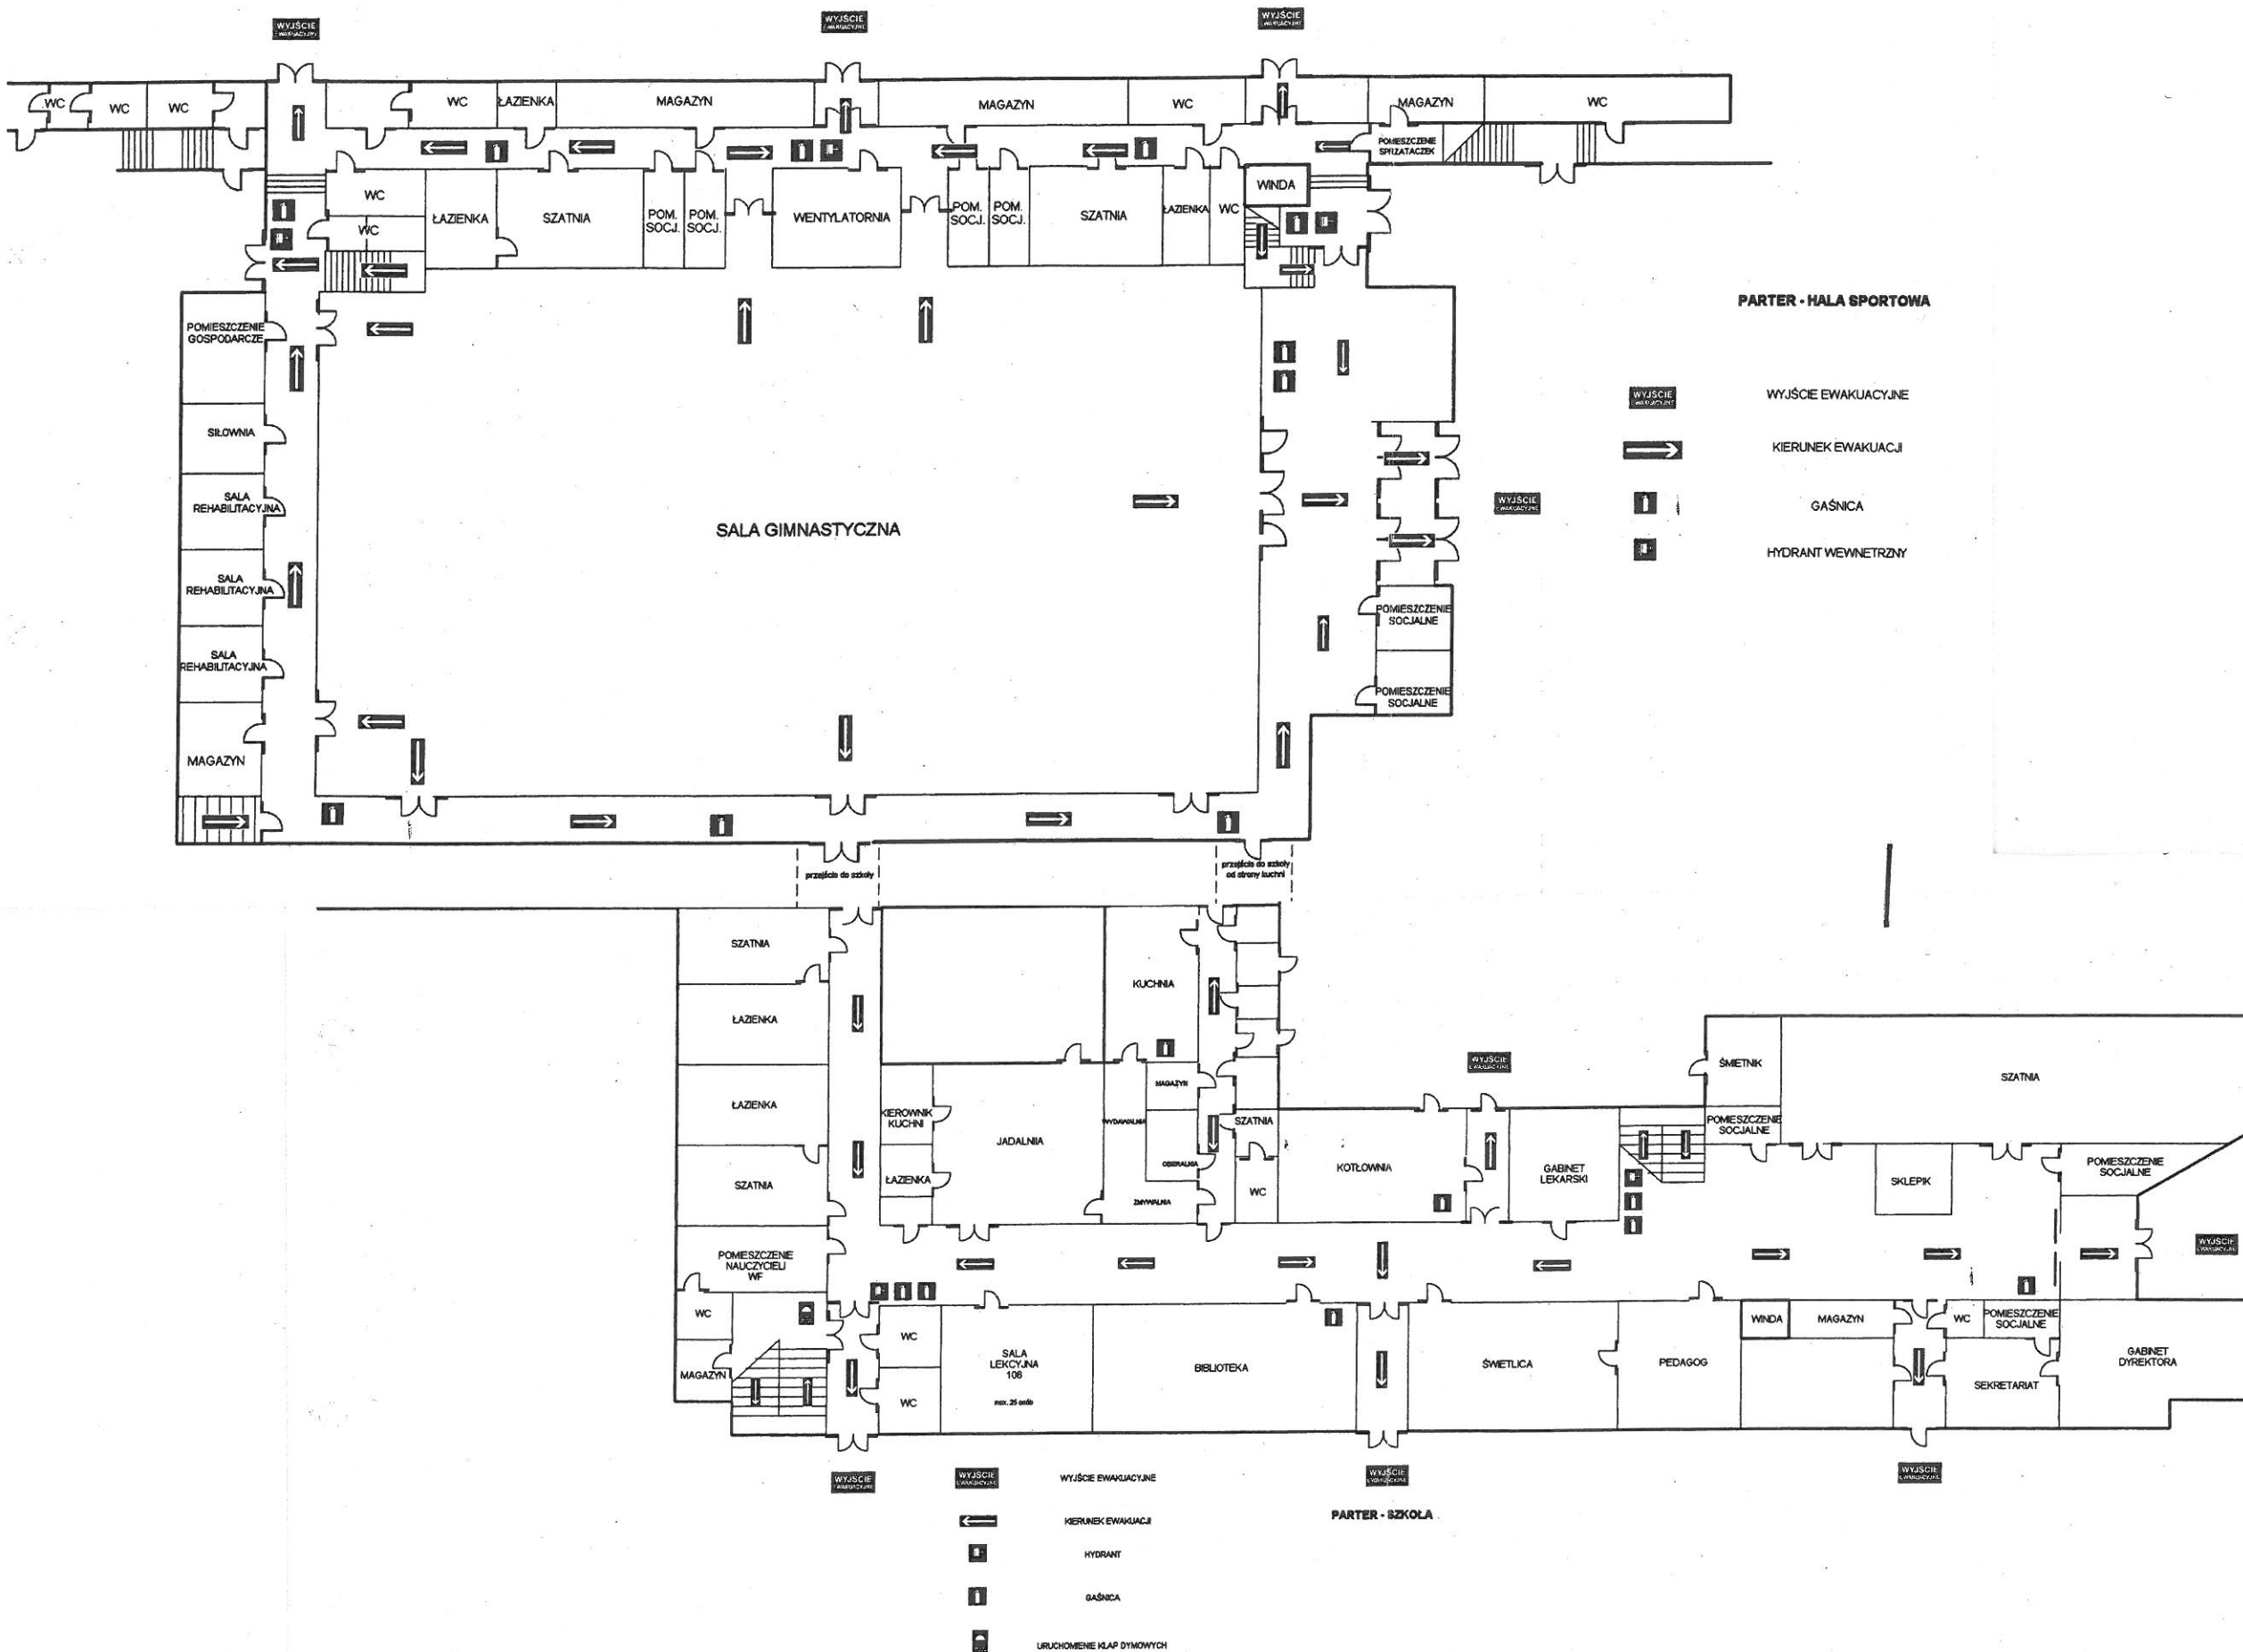 WYJŚCIE
EWAKUACYJNE
WYJŚCIE
EWAKUACYJNE
WYJŚCIE
EWAKUACYJNE
WC
WC
WC
WC
ŁAZIENKA
MAGAZYN
MAGAZYN
WC
MAGAZYN
WC
POMIESZCZENIE
SPRZATACZEK
WC
WC
ŁAZIENKA
SZATNIA
POM.
SOCJ.
POM.
SOCJ.
WENTYLATORNIA
POM.
SOCJ.
POM.
SOCJ.
SZATNIA
ŁAZIENKA
WC
WINDA
POMIESZCZENIE
GOSPODARCZE
SIŁOWNIA
SALA
REHABILITACYJNA
SALA
REHABILITACYJNA
SALA
REHABILITACYJNA
MAGAZYN
SALA GIMNASTYCZNA
POMIESZCZENIE
SOCJALNE
POMIESZCZENIE
SOCJALNE
WYJŚCIE
EWAKUACYJNE
PARTER - HALA SPORTOWA
WYJŚCIE
EWAKUACYJNE
WYJŚCIE EWAKUACYJNE
KIERUNEK EWAKUACJI
GAŚNICA
HYDRANT WEWNETRZNY
przejście do szkoły
przejście do szkoły
od strony kuchni
SZATNIA
ŁAZIENKA
ŁAZIENKA
SZATNIA
POMIESZCZENIE
NAUCZYCIELI
WF
WC
MAGAZYN
KUCHNIA
KIEROWNIK
KUCHNI
ŁAZIENKA
JADALNIA
WYDAWALNIA
MAGAZYN
OBIERALNIA
ZMYWALNIA
SZATNIA
WC
KOTŁOWNIA
WYJŚCIE
EWAKUACYJNE
GABINET
LEKARSKI
ŚMIETNIK
POMIESZCZENIE
SOCJALNE
SZATNIA
SKLEPIK
POMIESZCZENIE
SOCJALNE
WYJŚCIE
EWAKUACYJNE
WC
WC
SALA
LEKCYJNA
106
max. 25 osób
BIBLIOTEKA
ŚWIETLICA
PEDAGOG
WINDA
MAGAZYN
WC
POMIESZCZENIE
SOCJALNE
SEKRETARIAT
GABINET
DYREKTORA
WYJŚCIE
EWAKUACYJNE
WYJŚCIE
EWAKUACYJNE
WYJŚCIE
EWAKUACYJNE
PARTER - SZKOŁA
WYJŚCIE
EWAKUACYJNE
WYJŚCIE EWAKUACYJNE
KIERUNEK EWAKUACJI
HYDRANT
GAŚNICA
URUCHOMIENIE KLAP DYMOWYCH